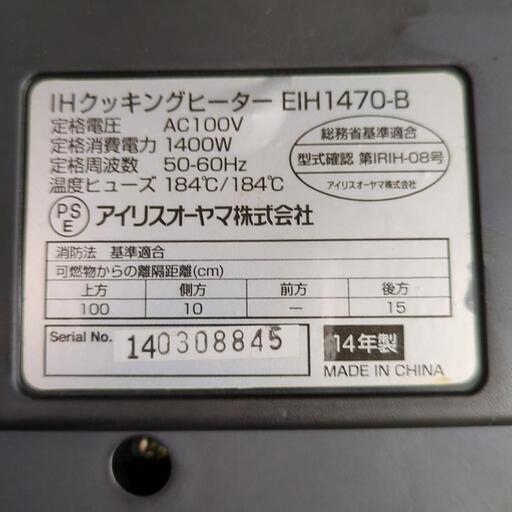 IHクッキングヒーター EIH1470-B
定格電圧 AC100V
定格消費電力 1400W
定格周波数 50-60Hz
温度ヒューズ 184℃/184℃
総務省基準適合
型式確認 第IRIH-08号
アイリスオーヤマ株式会社
PS
E
アイリスオーヤマ株式会社
消防法 基準適合
可燃物からの離隔距離(cm)
上方 側方 前方 後方
100 10 ー 15
Serial No. 140308845
14年製
MADE IN CHINA